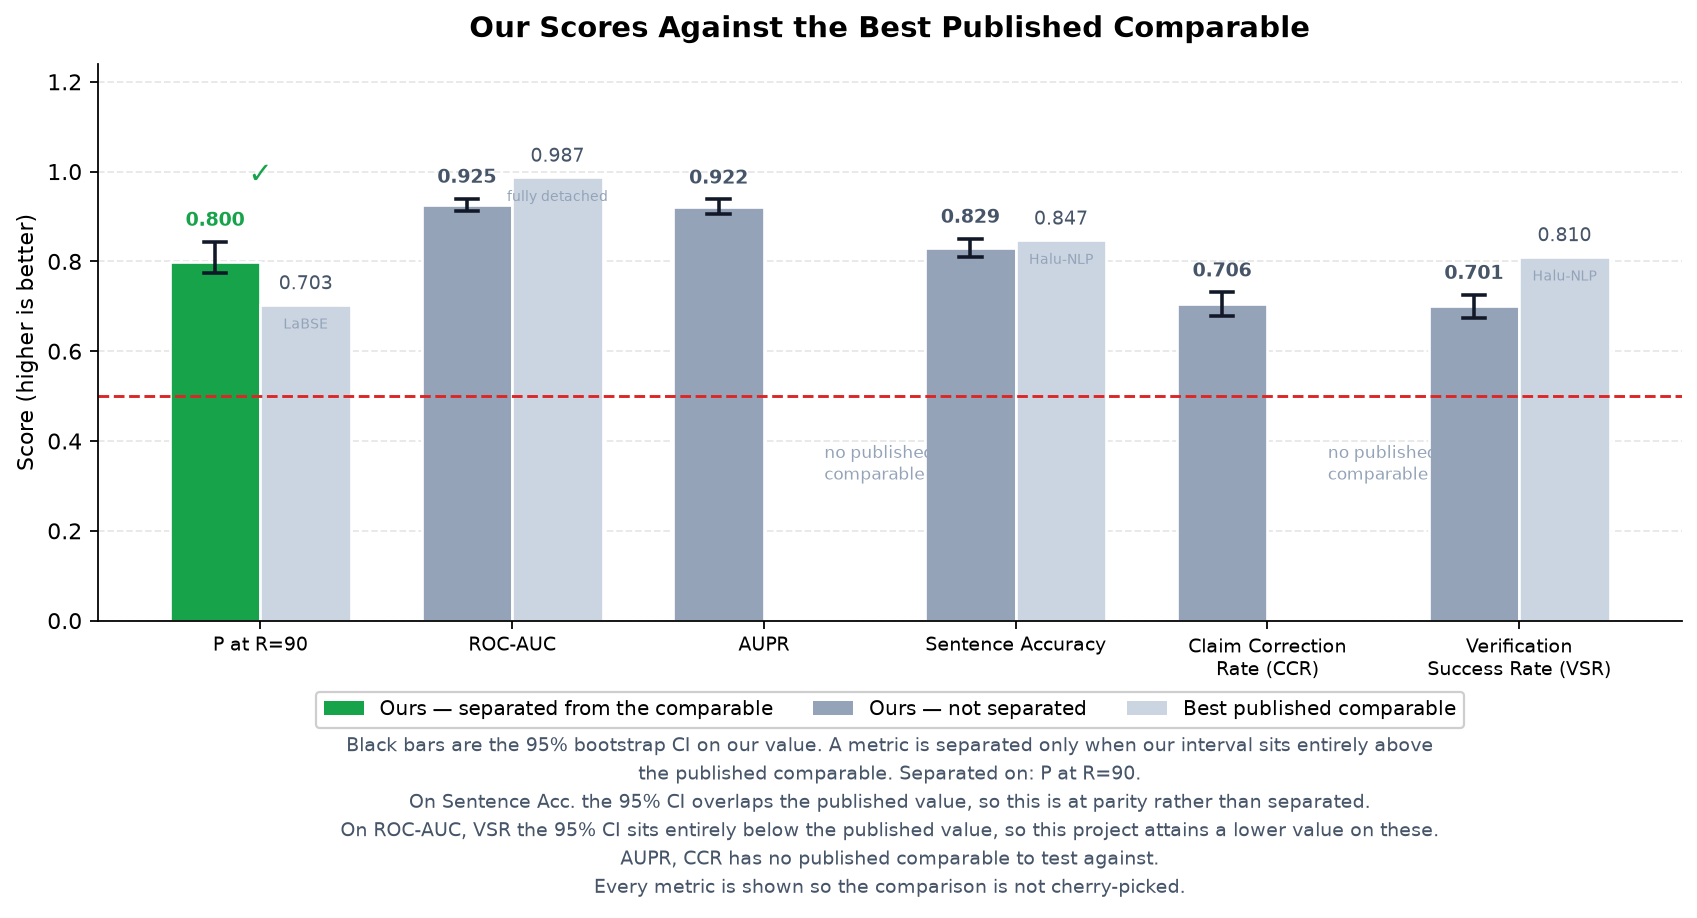 Our Scores Against the Best Published Comparable
Score (higher is better)
1.2
1.0
0.8
0.6
0.4
0.2
0.0
✓
0.800
0.703
LaBSE
0.925
0.987
fully detached
0.922
no published
comparable
0.829
0.847
Halu-NLP
0.706
no published
comparable
0.701
0.810
Halu-NLP
P at R=90
ROC-AUC
AUPR
Sentence Accuracy
Claim Correction
Rate (CCR)
Verification
Success Rate (VSR)
Ours — separated from the comparable
Ours — not separated
Best published comparable
Black bars are the 95% bootstrap CI on our value. A metric is separated only when our interval sits entirely above
the published comparable. Separated on: P at R=90.
On Sentence Acc. the 95% CI overlaps the published value, so this is at parity rather than separated.
On ROC-AUC, VSR the 95% CI sits entirely below the published value, so this project attains a lower value on these.
AUPR, CCR has no published comparable to test against.
Every metric is shown so the comparison is not cherry-picked.